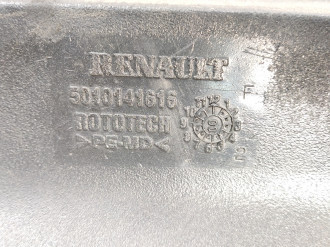 RENAULT
5010141616
ROTOTECH
>PE-MD<